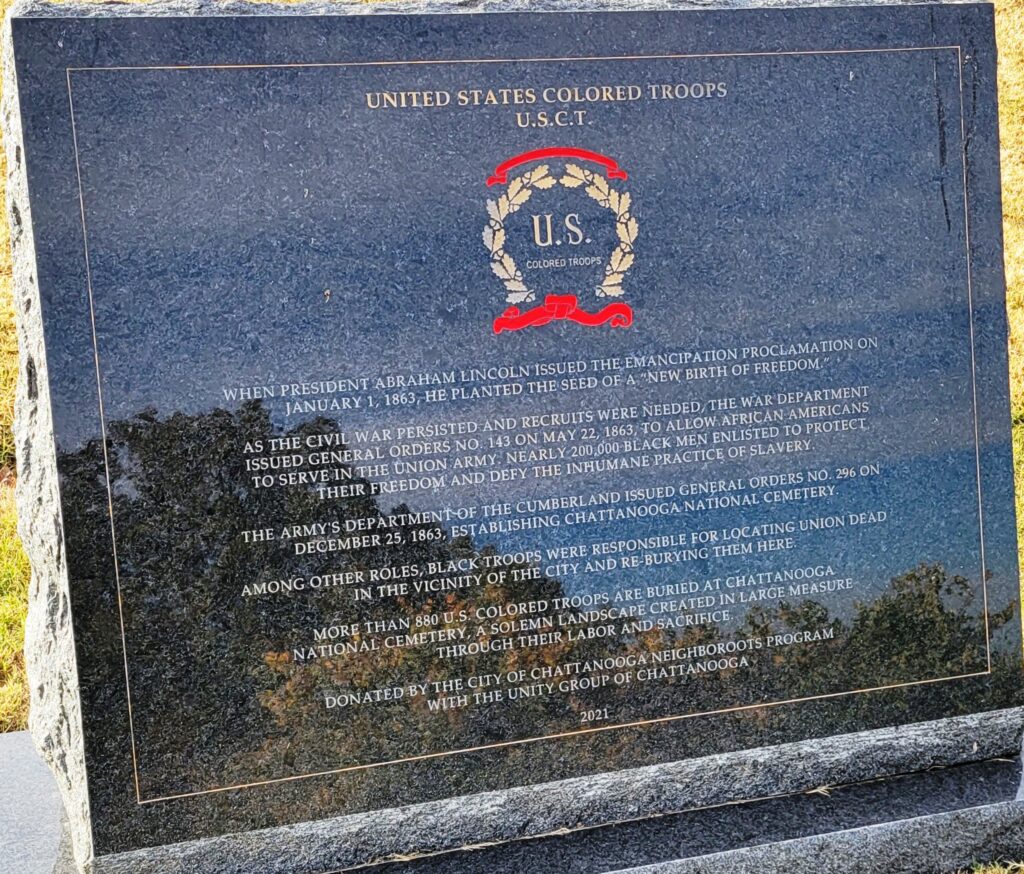 UNITED STATES COLORED TROOPS
U.S.C.T.
U.S.
COLORED TROOPS
WHEN PRESIDENT ABRAHAM LINCOLN ISSUED THE EMANCIPATION PROCLAMATION ON
JANUARY 1, 1863, HE PLANTED THE SEED OF A "NEW BIRTH OF FREEDOM."
AS THE CIVIL WAR PERSISTED AND RECRUITS WERE NEEDED, THE WAR DEPARTMENT
ISSUED GENERAL ORDERS NO. 143 ON MAY 22, 1863, TO ALLOW AFRICAN AMERICANS
TO SERVE IN THE UNION ARMY. NEARLY 200,000 BLACK MEN ENLISTED TO PROTECT
THEIR FREEDOM AND DEFY THE INHUMANE PRACTICE OF SLAVERY.
THE ARMY'S DEPARTMENT OF THE CUMBERLAND ISSUED GENERAL ORDERS NO. 296 ON
DECEMBER 25, 1863, ESTABLISHING CHATTANOOGA NATIONAL CEMETERY.
AMONG OTHER ROLES, BLACK TROOPS WERE RESPONSIBLE FOR LOCATING UNION DEAD
IN THE VICINITY OF THE CITY AND RE-BURYING THEM HERE.
MORE THAN 880 U.S. COLORED TROOPS ARE BURIED AT CHATTANOOGA
NATIONAL CEMETERY, A SOLEMN LANDSCAPE CREATED IN LARGE MEASURE
THROUGH THEIR LABOR AND SACRIFICE.
DONATED BY THE CITY OF CHATTANOOGA NEIGHBOROOTS PROGRAM
WITH THE UNITY GROUP OF CHATTANOOGA
2021